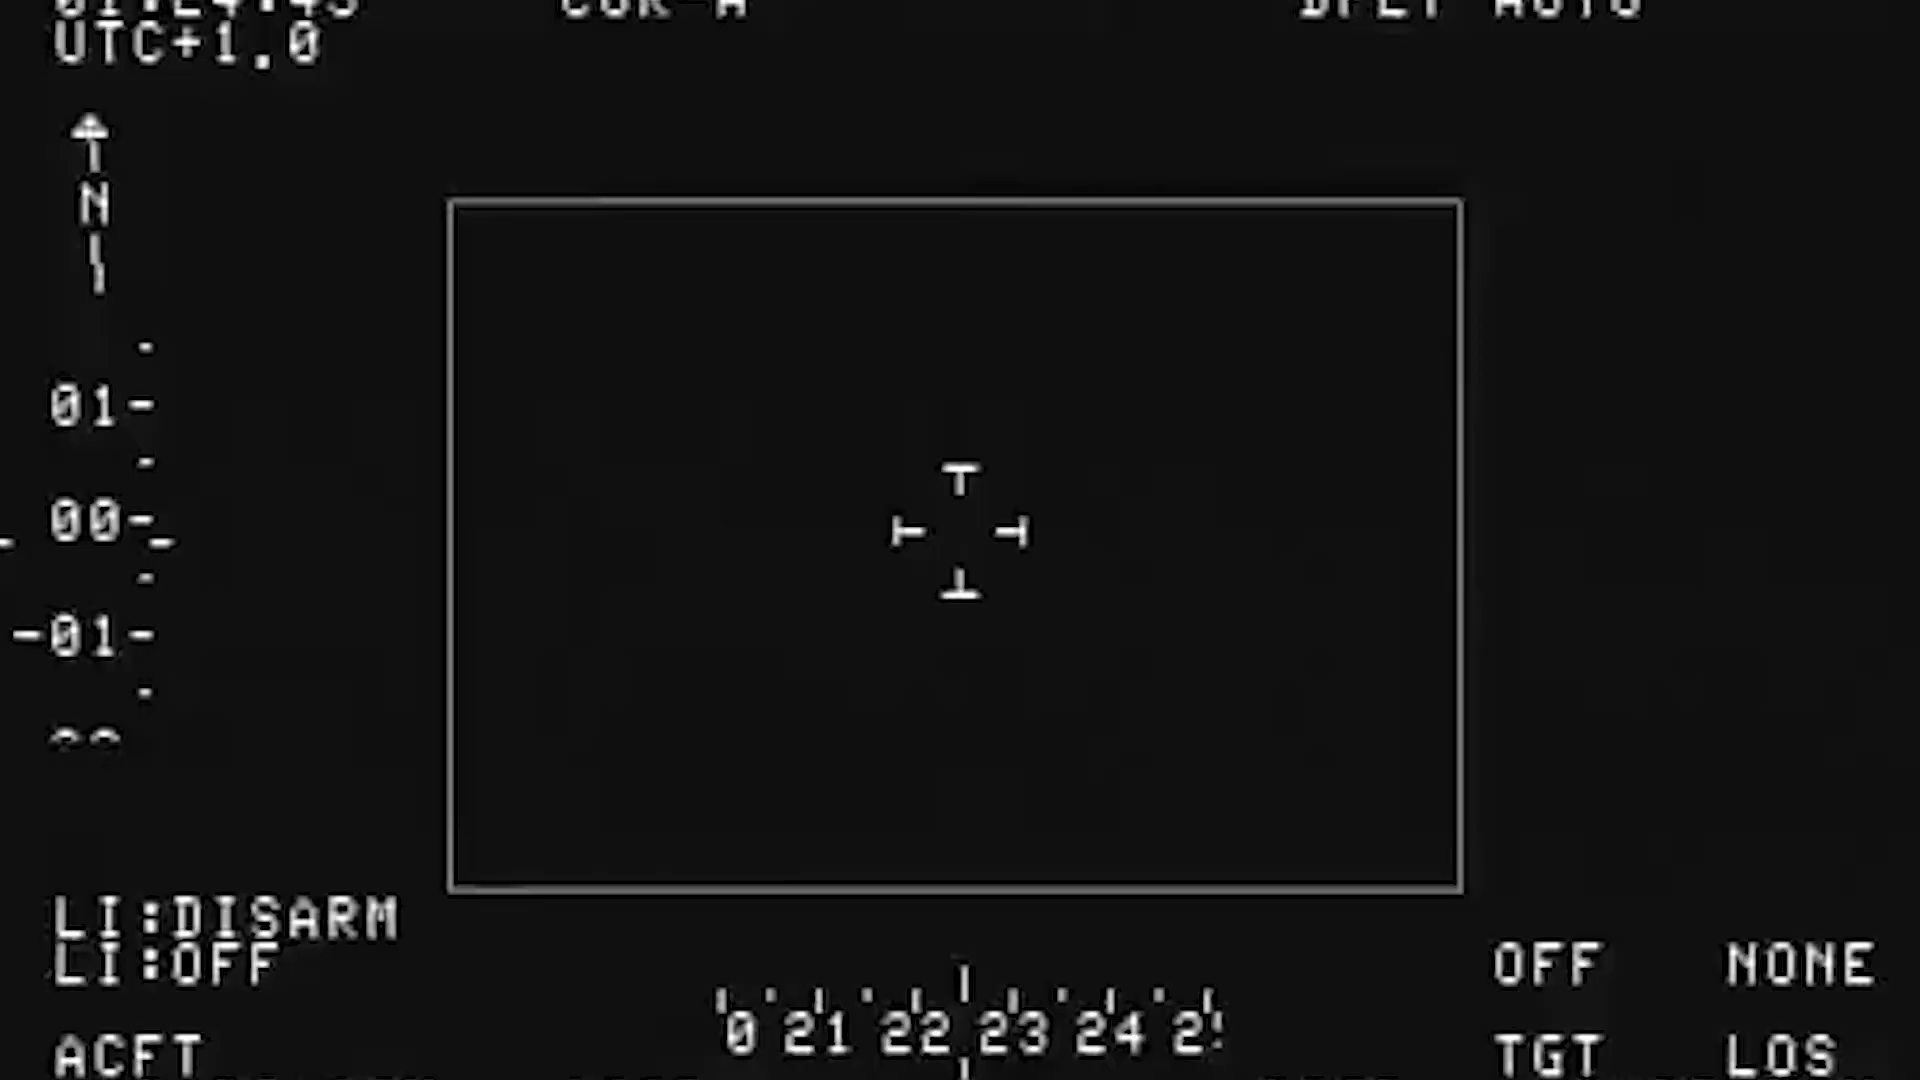 UTC+1.0
N
01-
00-
-01-
LI:DISARM
LI:OFF
OFF NONE
21 22 23 24
ACFT
TGT LOS